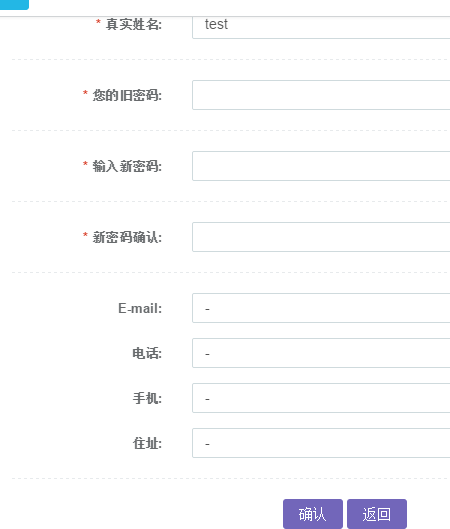 * 真实姓名: test
* 您的旧密码:
* 输入新密码:
* 新密码确认:
E-mail: -
电话: -
手机: -
住址: -
确认 返回